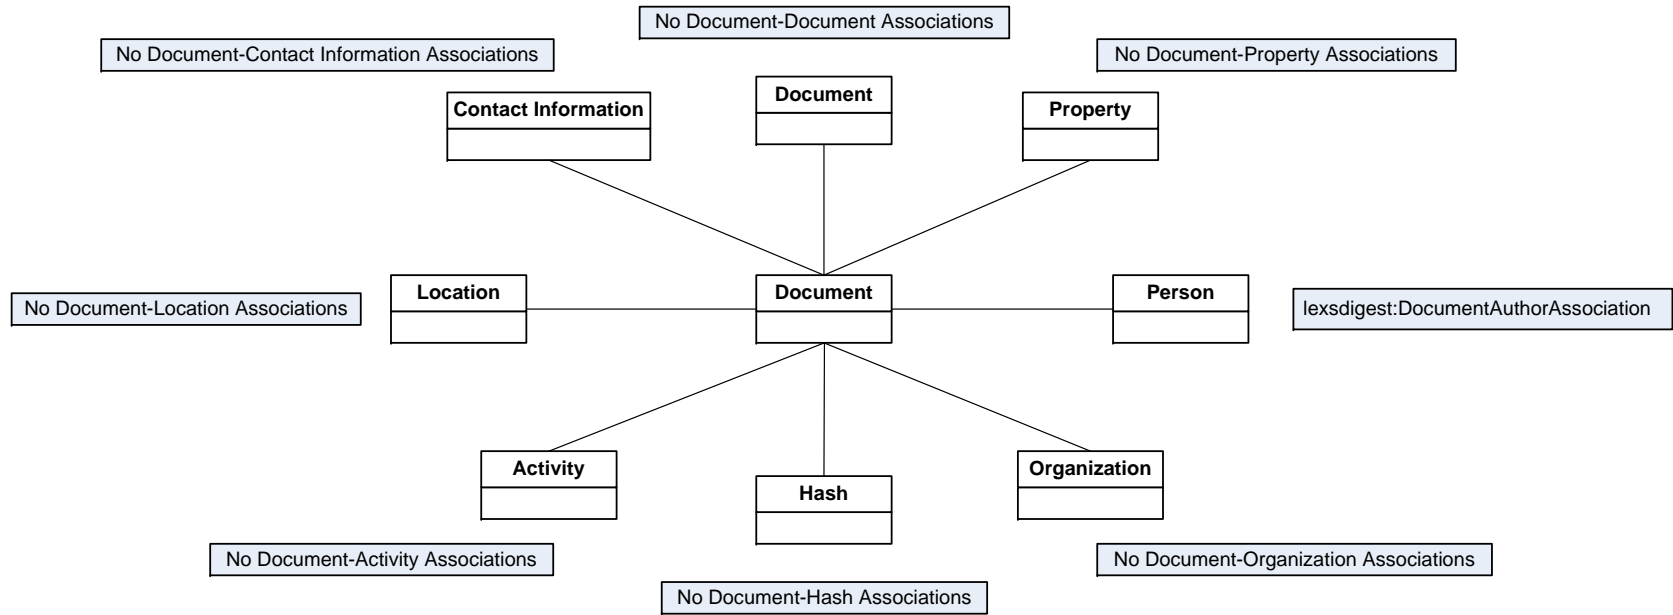 No Document-Document Associations
No Document-Contact Information Associations
No Document-Property Associations
Document
Contact Information
Property
Location
Document
Person
No Document-Location Associations
lexsdigest:DocumentAuthorAssociation
Activity
Hash
Organization
No Document-Activity Associations
No Document-Organization Associations
No Document-Hash Associations